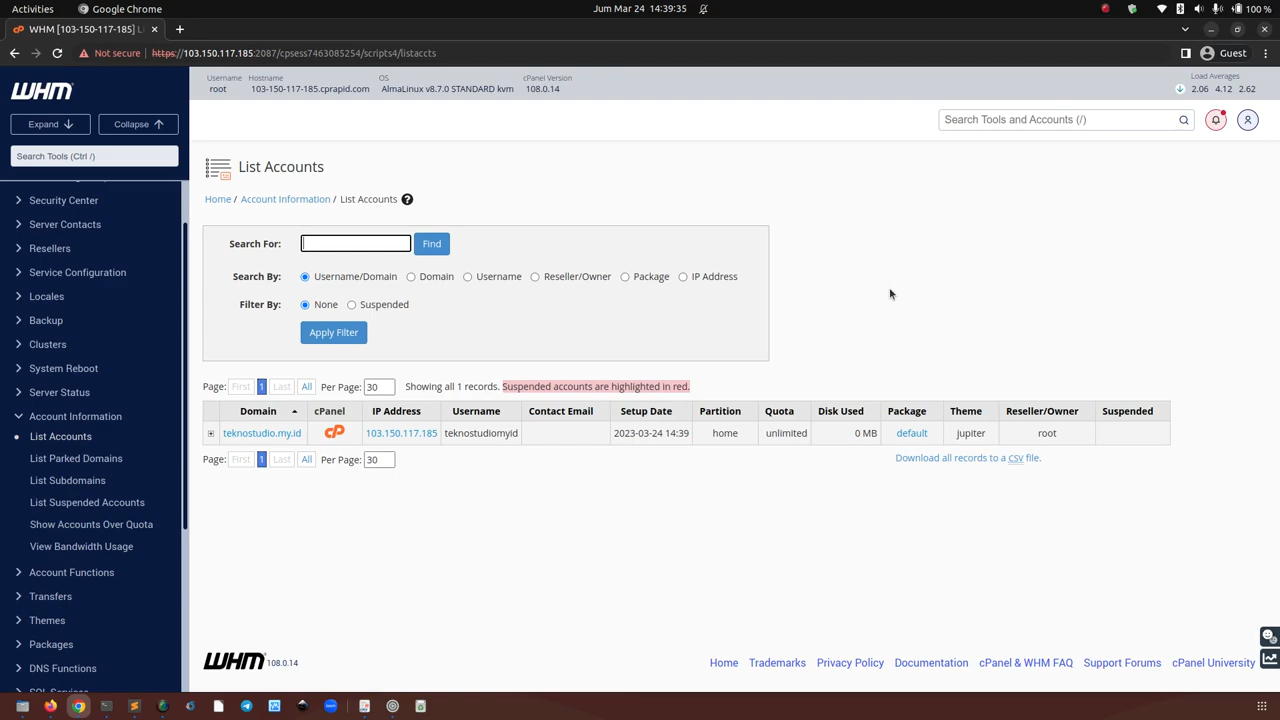 Activities
Google Chrome
Jum Mar 24 14:39:35
100 %
WHM [103-150-117-185] L
Guest
Not secure
https://103.150.117.185:2087/cpsess7463085254/scripts4/listaccts
WHM
Username
root
Hostname
103-150-117-185.cprapid.com
OS
AlmaLinux v8.7.0 STANDARD kvm
cPanel Version
108.0.14
Load Averages
2.06 4.12 2.62
Expand
Collapse
Search Tools (Ctrl /)
Search Tools and Accounts (/)
Security Center
Server Contacts
Resellers
Service Configuration
Locales
Backup
Clusters
System Reboot
Server Status
Account Information
List Accounts
List Parked Domains
List Subdomains
List Suspended Accounts
Show Accounts Over Quota
View Bandwidth Usage
Account Functions
Transfers
Themes
Packages
DNS Functions
SQL Services
List Accounts
Home / Account Information / List Accounts ?
Search For:
Find
Search By: Username/Domain Domain Username Reseller/Owner Package IP Address
Filter By: None Suspended
Apply Filter
Page: First 1 Last All Per Page: 30 Showing all 1 records. Suspended accounts are highlighted in red.
Domain cPanel IP Address Username Contact Email Setup Date Partition Quota Disk Used Package Theme Reseller/Owner Suspended
teknostudio.my.id cP 103.150.117.185 teknostudiomyid 2023-03-24 14:39 home unlimited 0 MB default jupiter root
Page: First 1 Last All Per Page: 30
Download all records to a CSV file.
WHM 108.0.14
Home Trademarks Privacy Policy Documentation cPanel & WHM FAQ Support Forums cPanel University